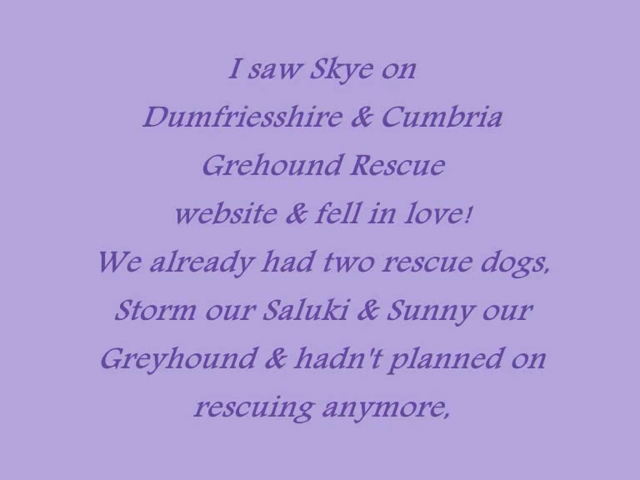 I saw Skye on
Dumfriesshire & Cumbria
Grehound Rescue
website & fell in love!
We already had two rescue dogs,
Storm our Saluki & Sunny our
Greyhound & hadn't planned on
rescuing anymore,